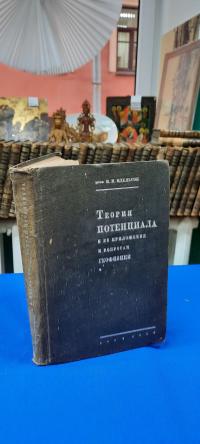 ТЕОРИЯ
ПОТЕНЦИАЛА
И ЕЕ ПРИЛОЖЕНИЯ
К ВОПРОСАМ
ГЕОФИЗИКИ